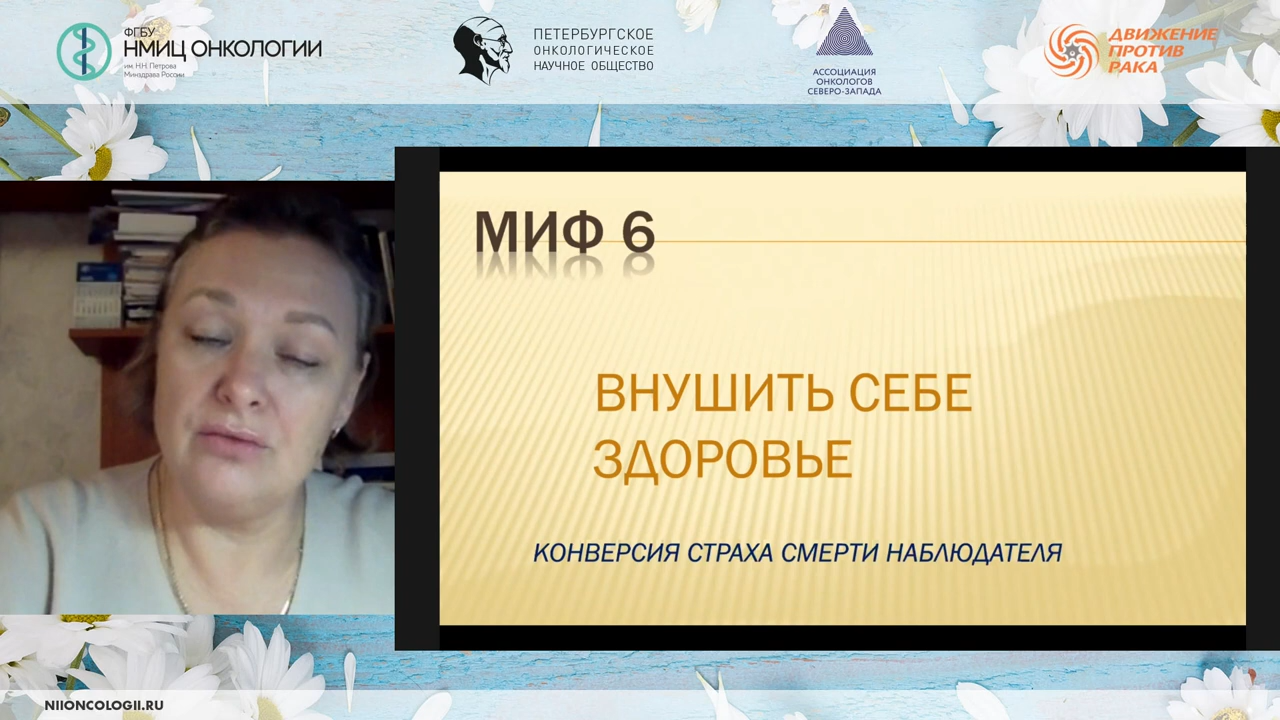 ФГБУ
НМИЦ ОНКОЛОГИИ
им. Н.Н. Петрова
Минздрава России
ПЕТЕРБУРГСКОЕ
ОНКОЛОГИЧЕСКОЕ
НАУЧНОЕ ОБЩЕСТВО
АССОЦИАЦИЯ
ОНКОЛОГОВ
СЕВЕРО-ЗАПАДА
ДВИЖЕНИЕ
ПРОТИВ
РАКА
МИФ 6
ВНУШИТЬ СЕБЕ
ЗДОРОВЬЕ
КОНВЕРСИЯ СТРАХА СМЕРТИ НАБЛЮДАТЕЛЯ
NIIONCOLOGII.RU